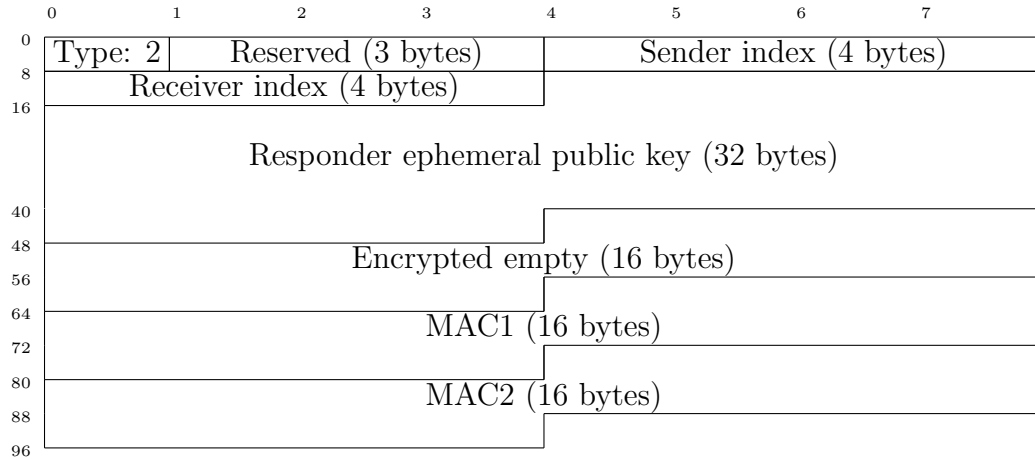 0 1 2 3 4 5 6 7
0 Type: 2 Reserved (3 bytes) Sender index (4 bytes)
8 Receiver index (4 bytes)
16
Responder ephemeral public key (32 bytes)
40
48
Encrypted empty (16 bytes)
56
64
MAC1 (16 bytes)
72
80
MAC2 (16 bytes)
88
96